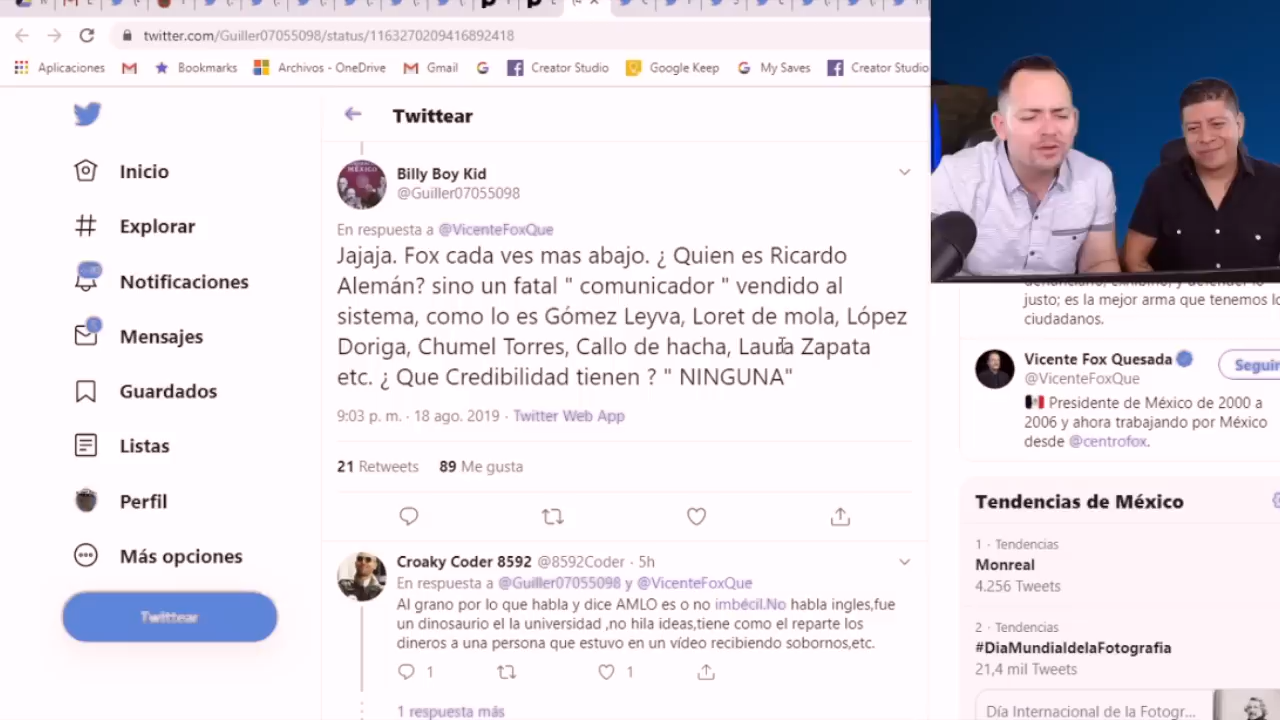 twitter.com/Guiller07055098/status/1163270209416892418
Aplicaciones
Bookmarks
Archivos - OneDrive
Gmail
Creator Studio
Google Keep
My Saves
Creator Studio
Inicio
Explorar
Notificaciones
Mensajes
Guardados
Listas
Perfil
Más opciones
Twittear
Twittear
MÉXICO
Billy Boy Kid
@Guiller07055098
En respuesta a @VicenteFoxQue
Jajaja. Fox cada ves mas abajo. ¿ Quien es Ricardo
Alemán? sino un fatal " comunicador " vendido al
sistema, como lo es Gómez Leyva, Loret de mola, López
Doriga, Chumel Torres, Callo de hacha, Laura Zapata
etc. ¿ Que Credibilidad tienen ? " NINGUNA"
9:03 p. m. · 18 ago. 2019 · Twitter Web App
21 Retweets 89 Me gusta
Croaky Coder 8592 @8592Coder · 5h
En respuesta a @Guiller07055098 y @VicenteFoxQue
Al grano por lo que habla y dice AMLO es o no imbécil.No habla ingles,fue
un dinosaurio el la universidad ,no hila ideas,tiene como el reparte los
dineros a una persona que estuvo en un vídeo recibiendo sobornos,etc.
1 1
1 respuesta más
justo; es la mejor arma que tenemos lo
ciudadanos.
Vicente Fox Quesada
@VicenteFoxQue
Seguir
Presidente de México de 2000 a
2006 y ahora trabajando por México
desde @centrofox.
Tendencias de México
1 · Tendencias
Monreal
4.256 Tweets
2 · Tendencias
#DiaMundialdelaFotografia
21,4 mil Tweets
Día Internacional de la Fotogr...